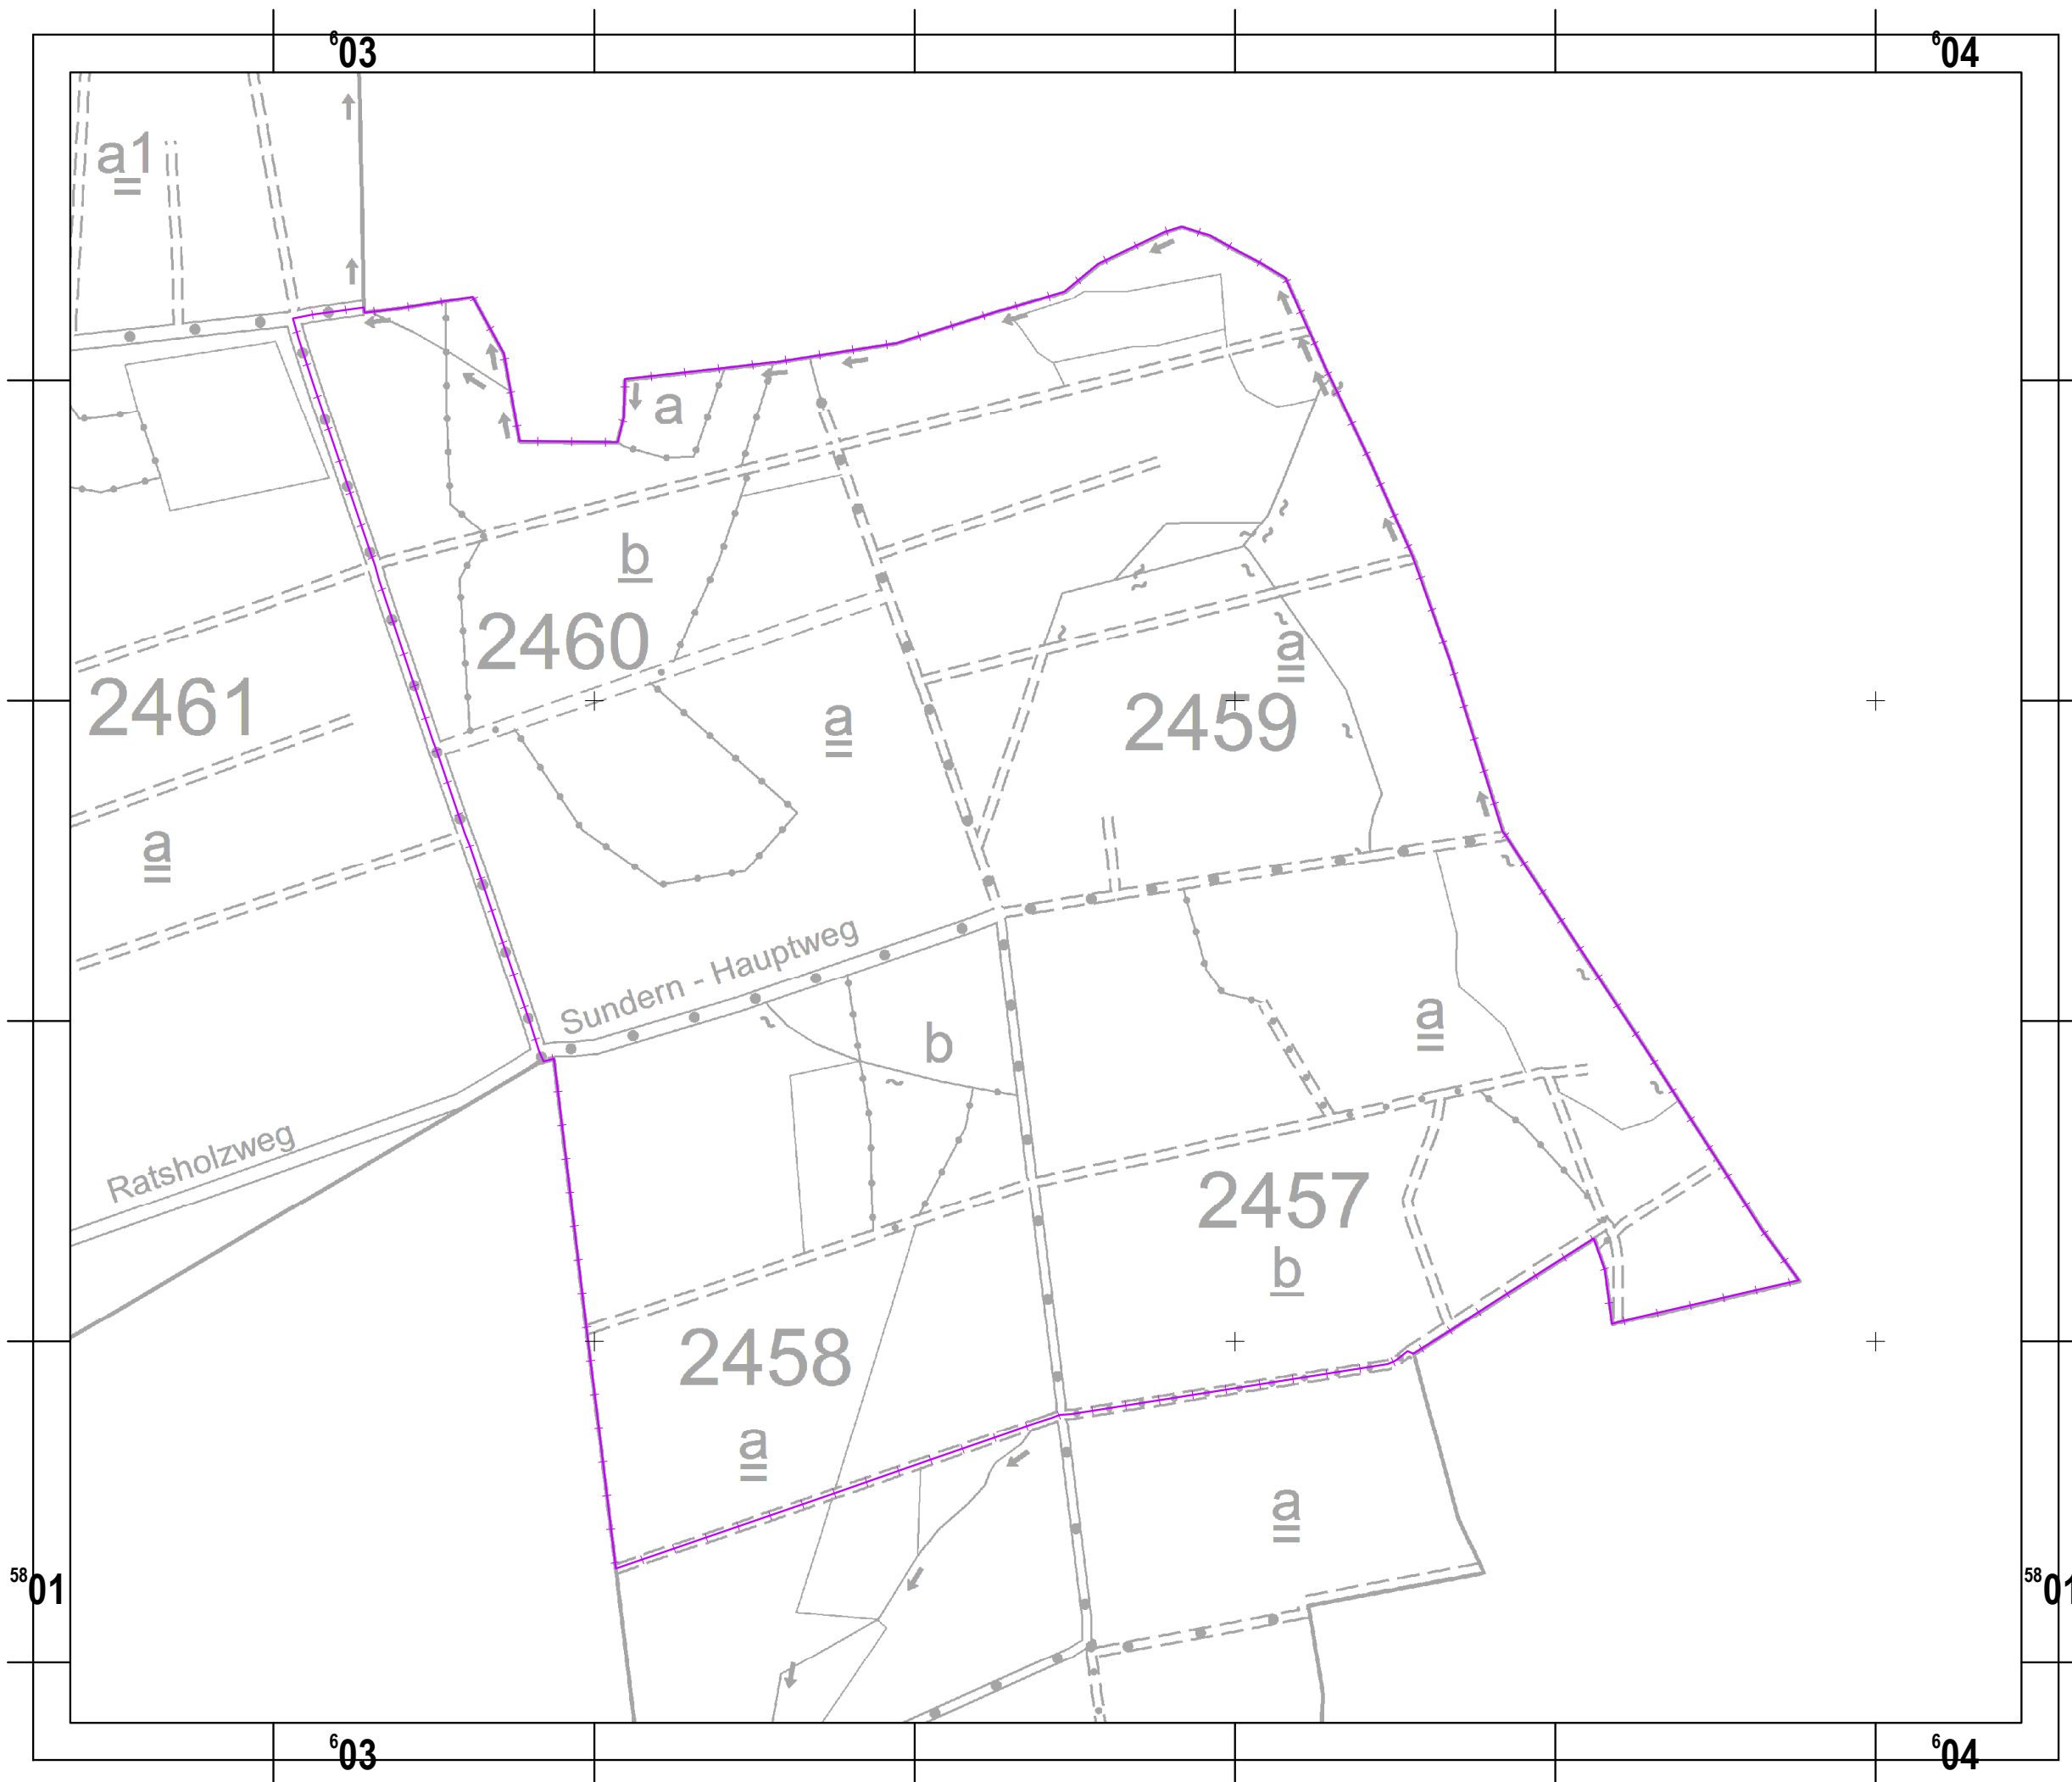 603
604
a1
a
b
2460
a
2461
a
2459
a
Sundern - Hauptweg
b
a
Ratsholzweg
2457
b
2458
a
a
5801
5801
603
604